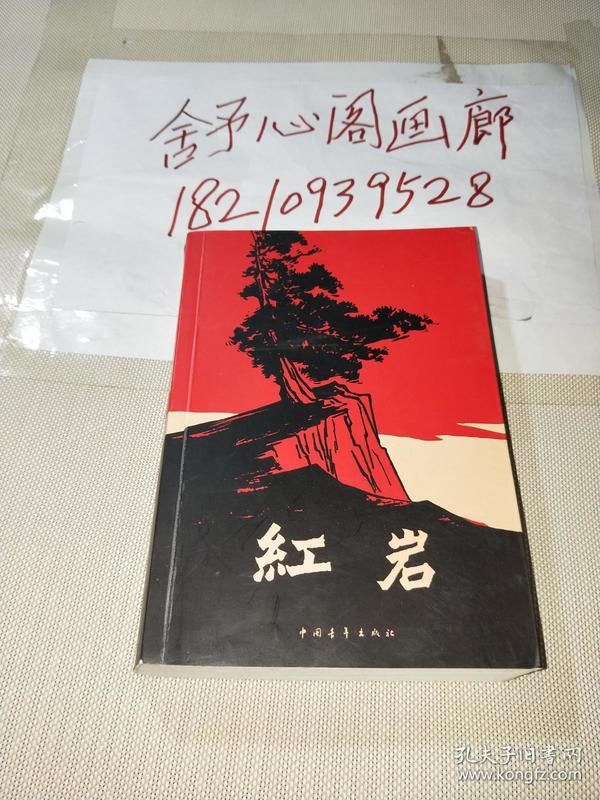 舒心阁画廊
18210939528
紅岩
中国青年出版社
孔夫子旧书网
www.kongfz.com